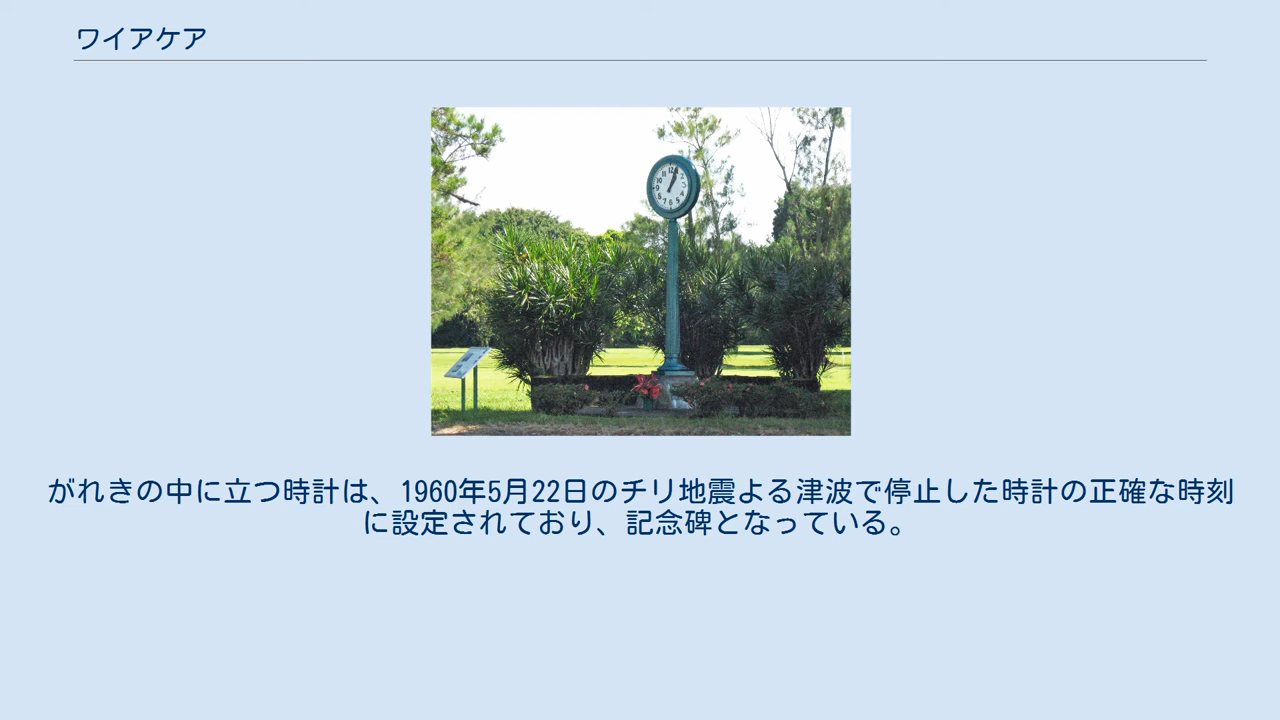 ワイアケア
がれきの中に立つ時計は、1960年5月22日のチリ地震よる津波で停止した時計の正確な時刻
に設定されており、記念碑となっている。